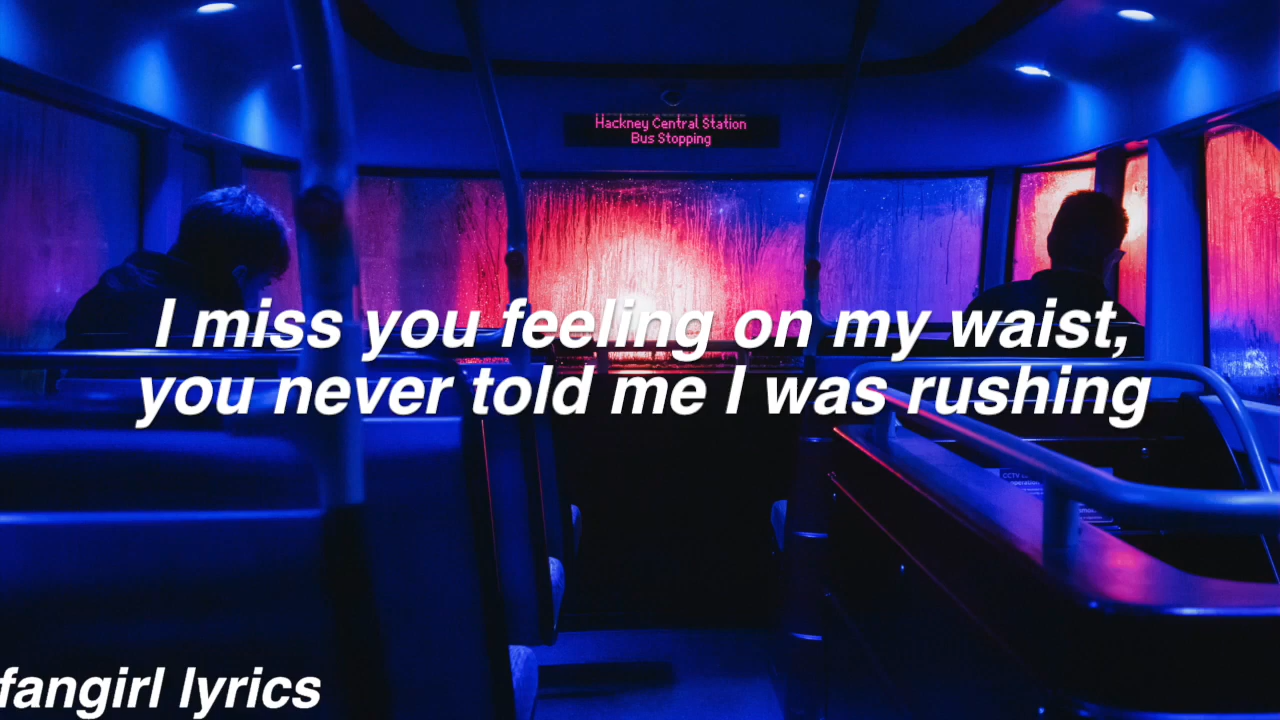 Hackney Central Station
Bus Stopping
I miss you feeling on my waist,
you never told me I was rushing
CCTV
fangirl lyrics